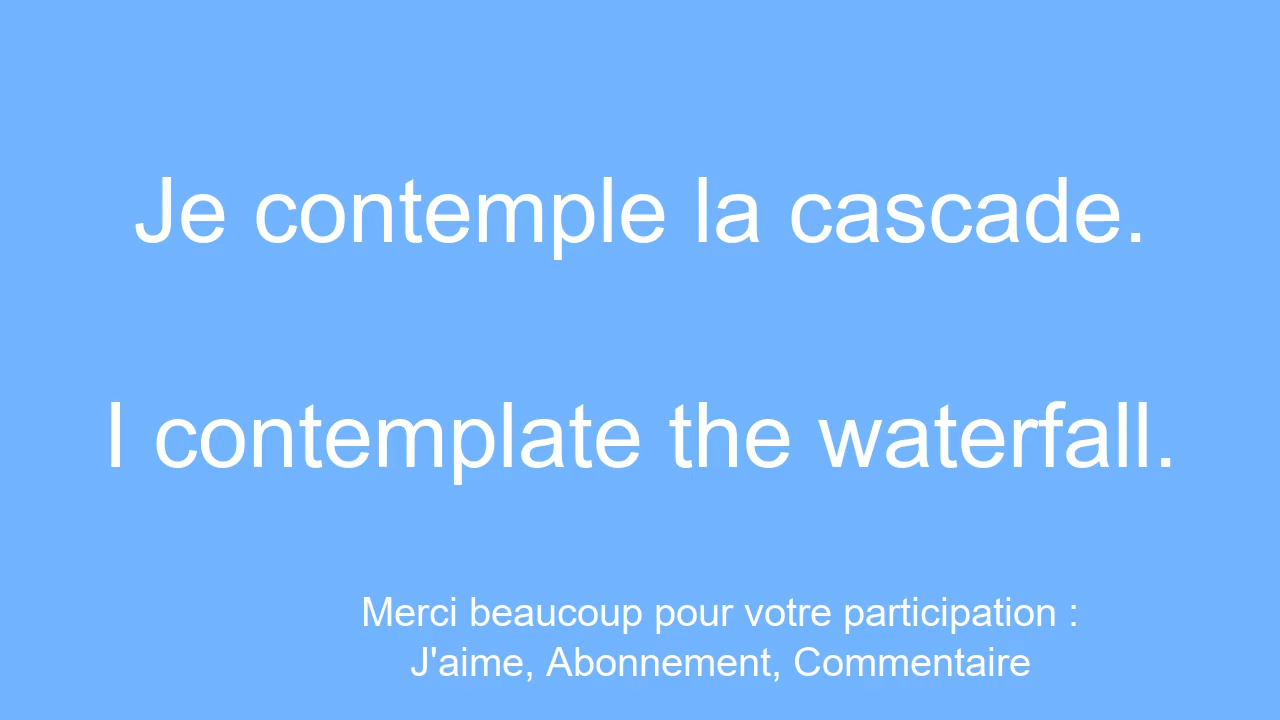 Je contemple la cascade.
I contemplate the waterfall.
Merci beaucoup pour votre participation :
J'aime, Abonnement, Commentaire